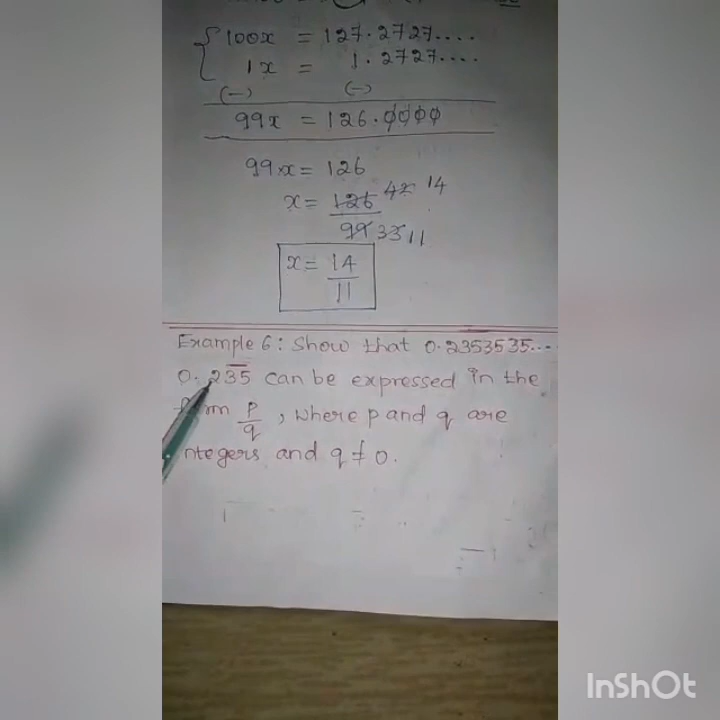 100x = 127.2727....
1x = 1.2727....
(-) (-)
99x = 126.0000
99x = 126
x = 126 42 14
99 33 11
x = 14
11
Example 6: Show that 0.2353535...
0.235̅ can be expressed in the
form p/q, where p and q are
integers and q ≠ 0.
InShOt